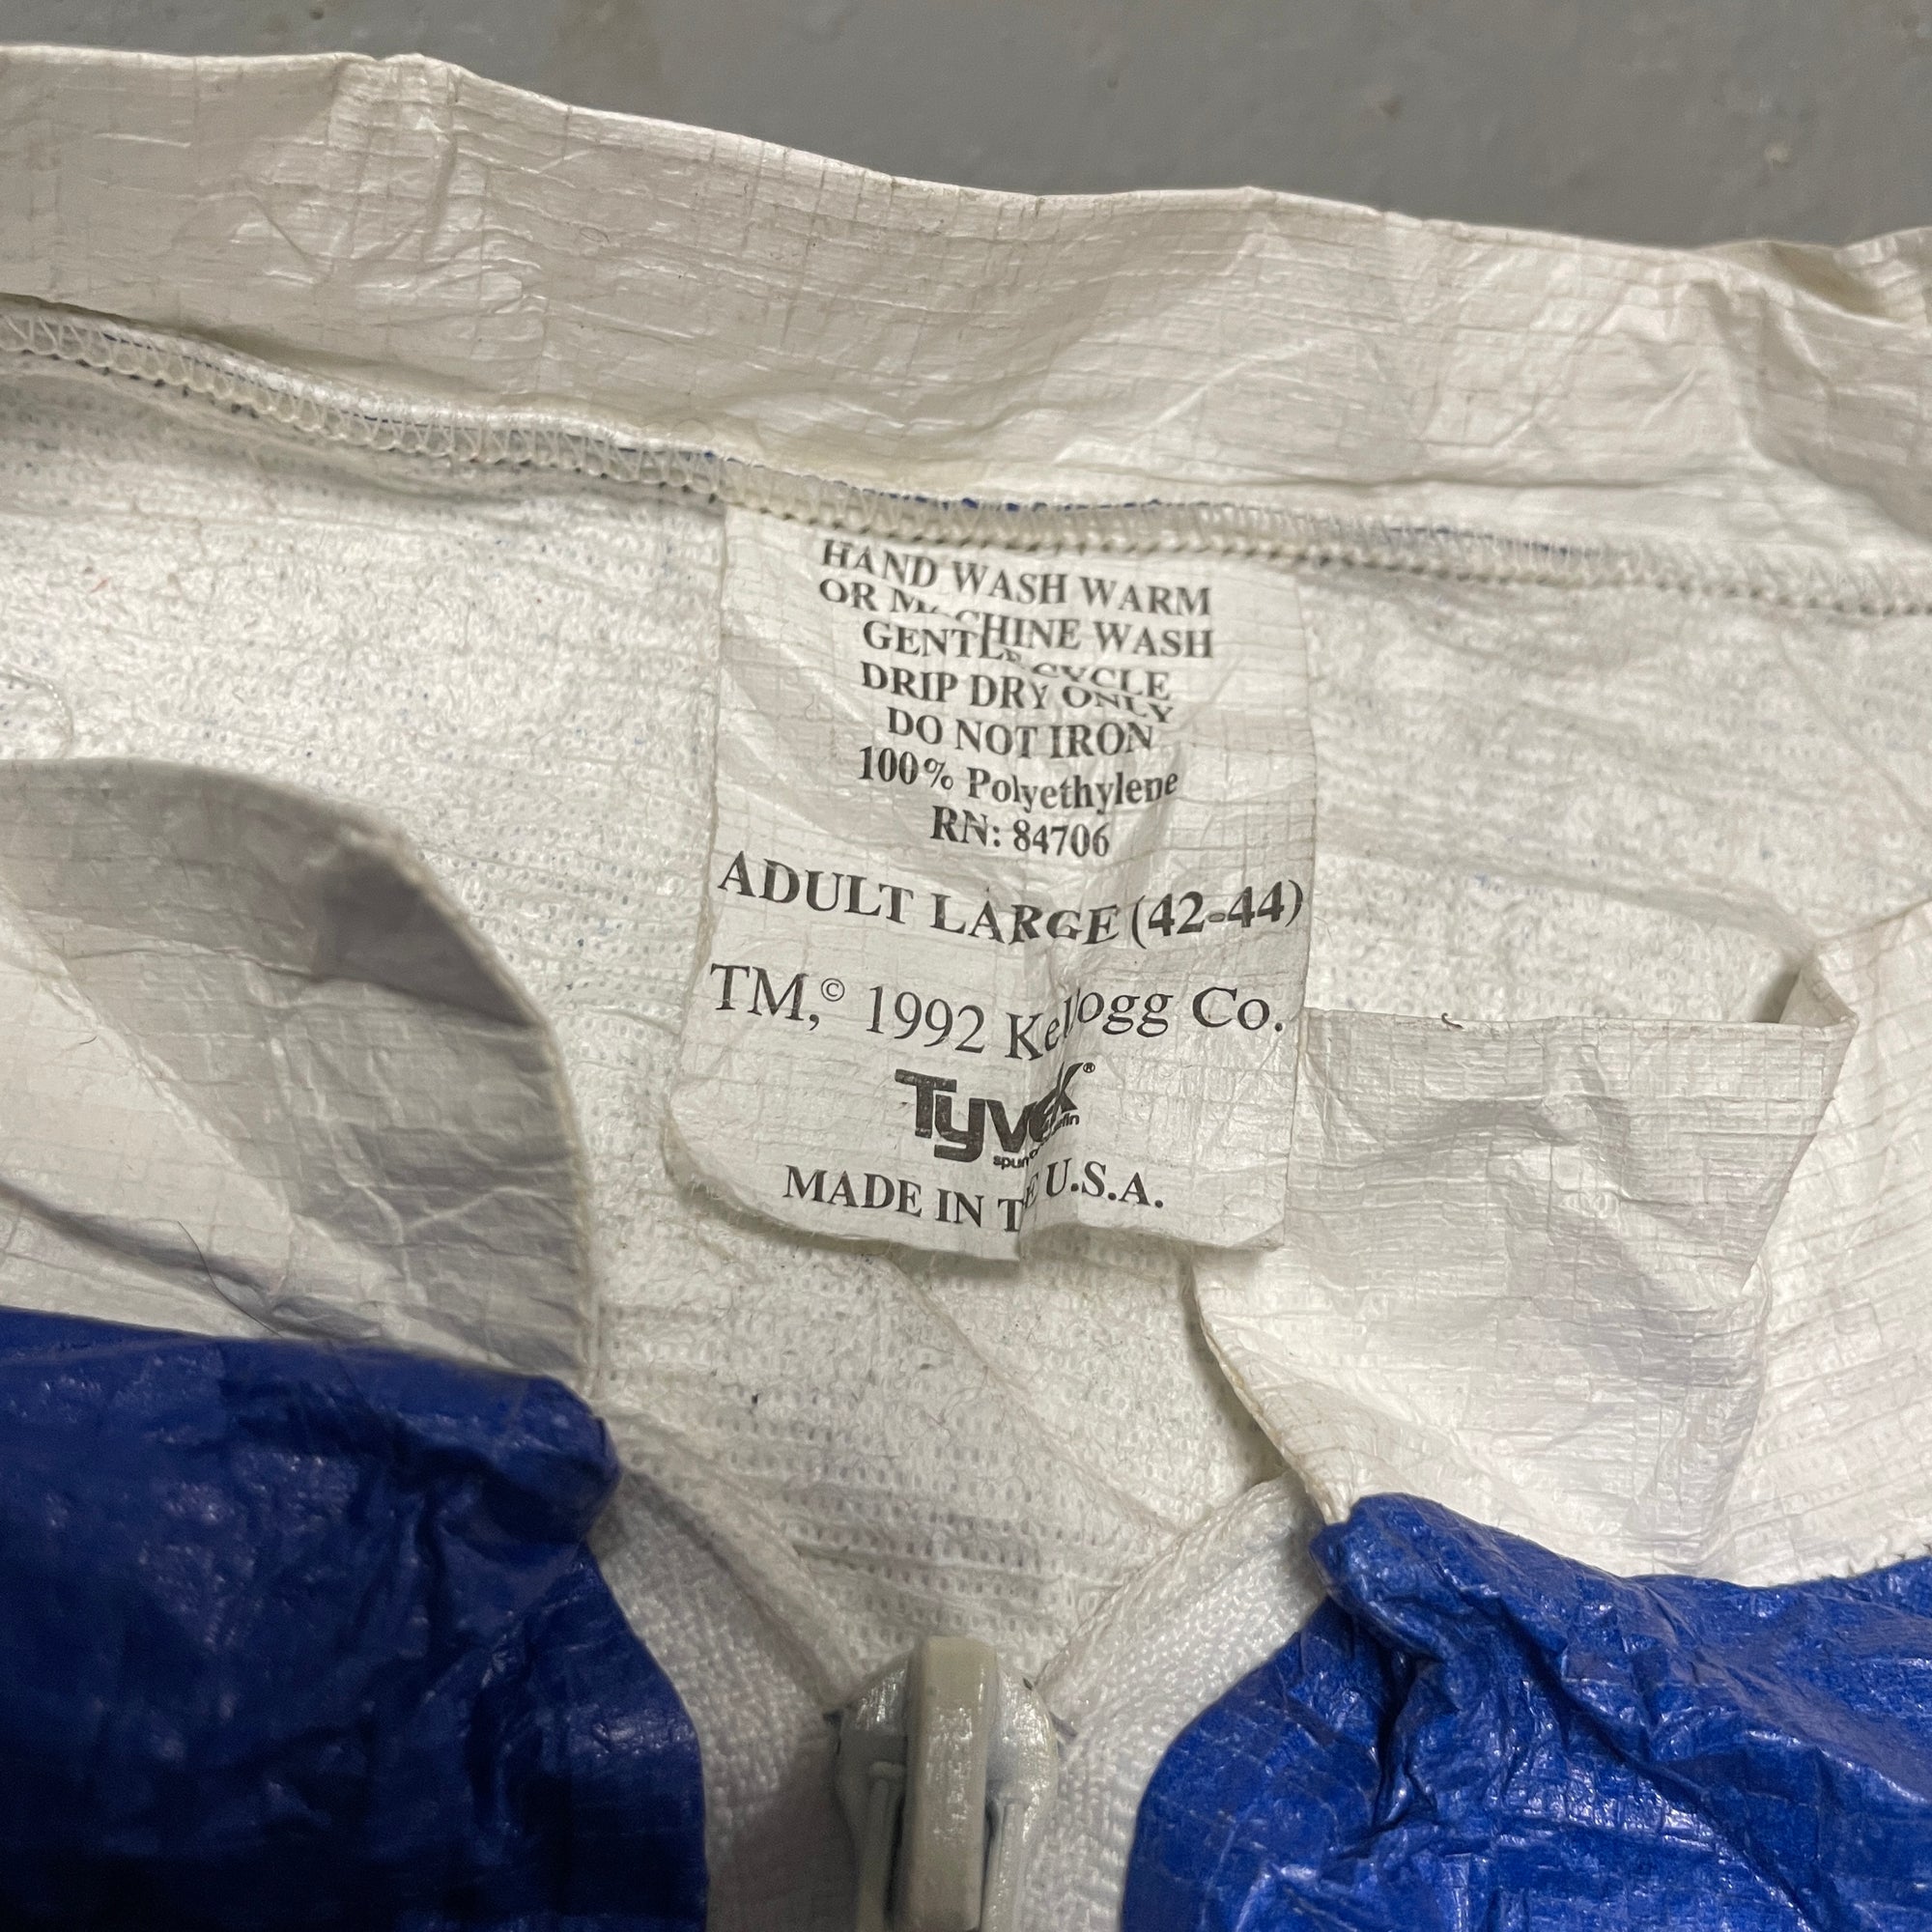 HAND WASH WARM
OR MACHINE WASH
GENTLE CYCLE
DRIP DRY ONLY
DO NOT IRON
100% Polyethylene
RN: 84706
ADULT LARGE (42-44)
TM,© 1992 Kellogg Co.
Tyvek®
MADE IN THE U.S.A.